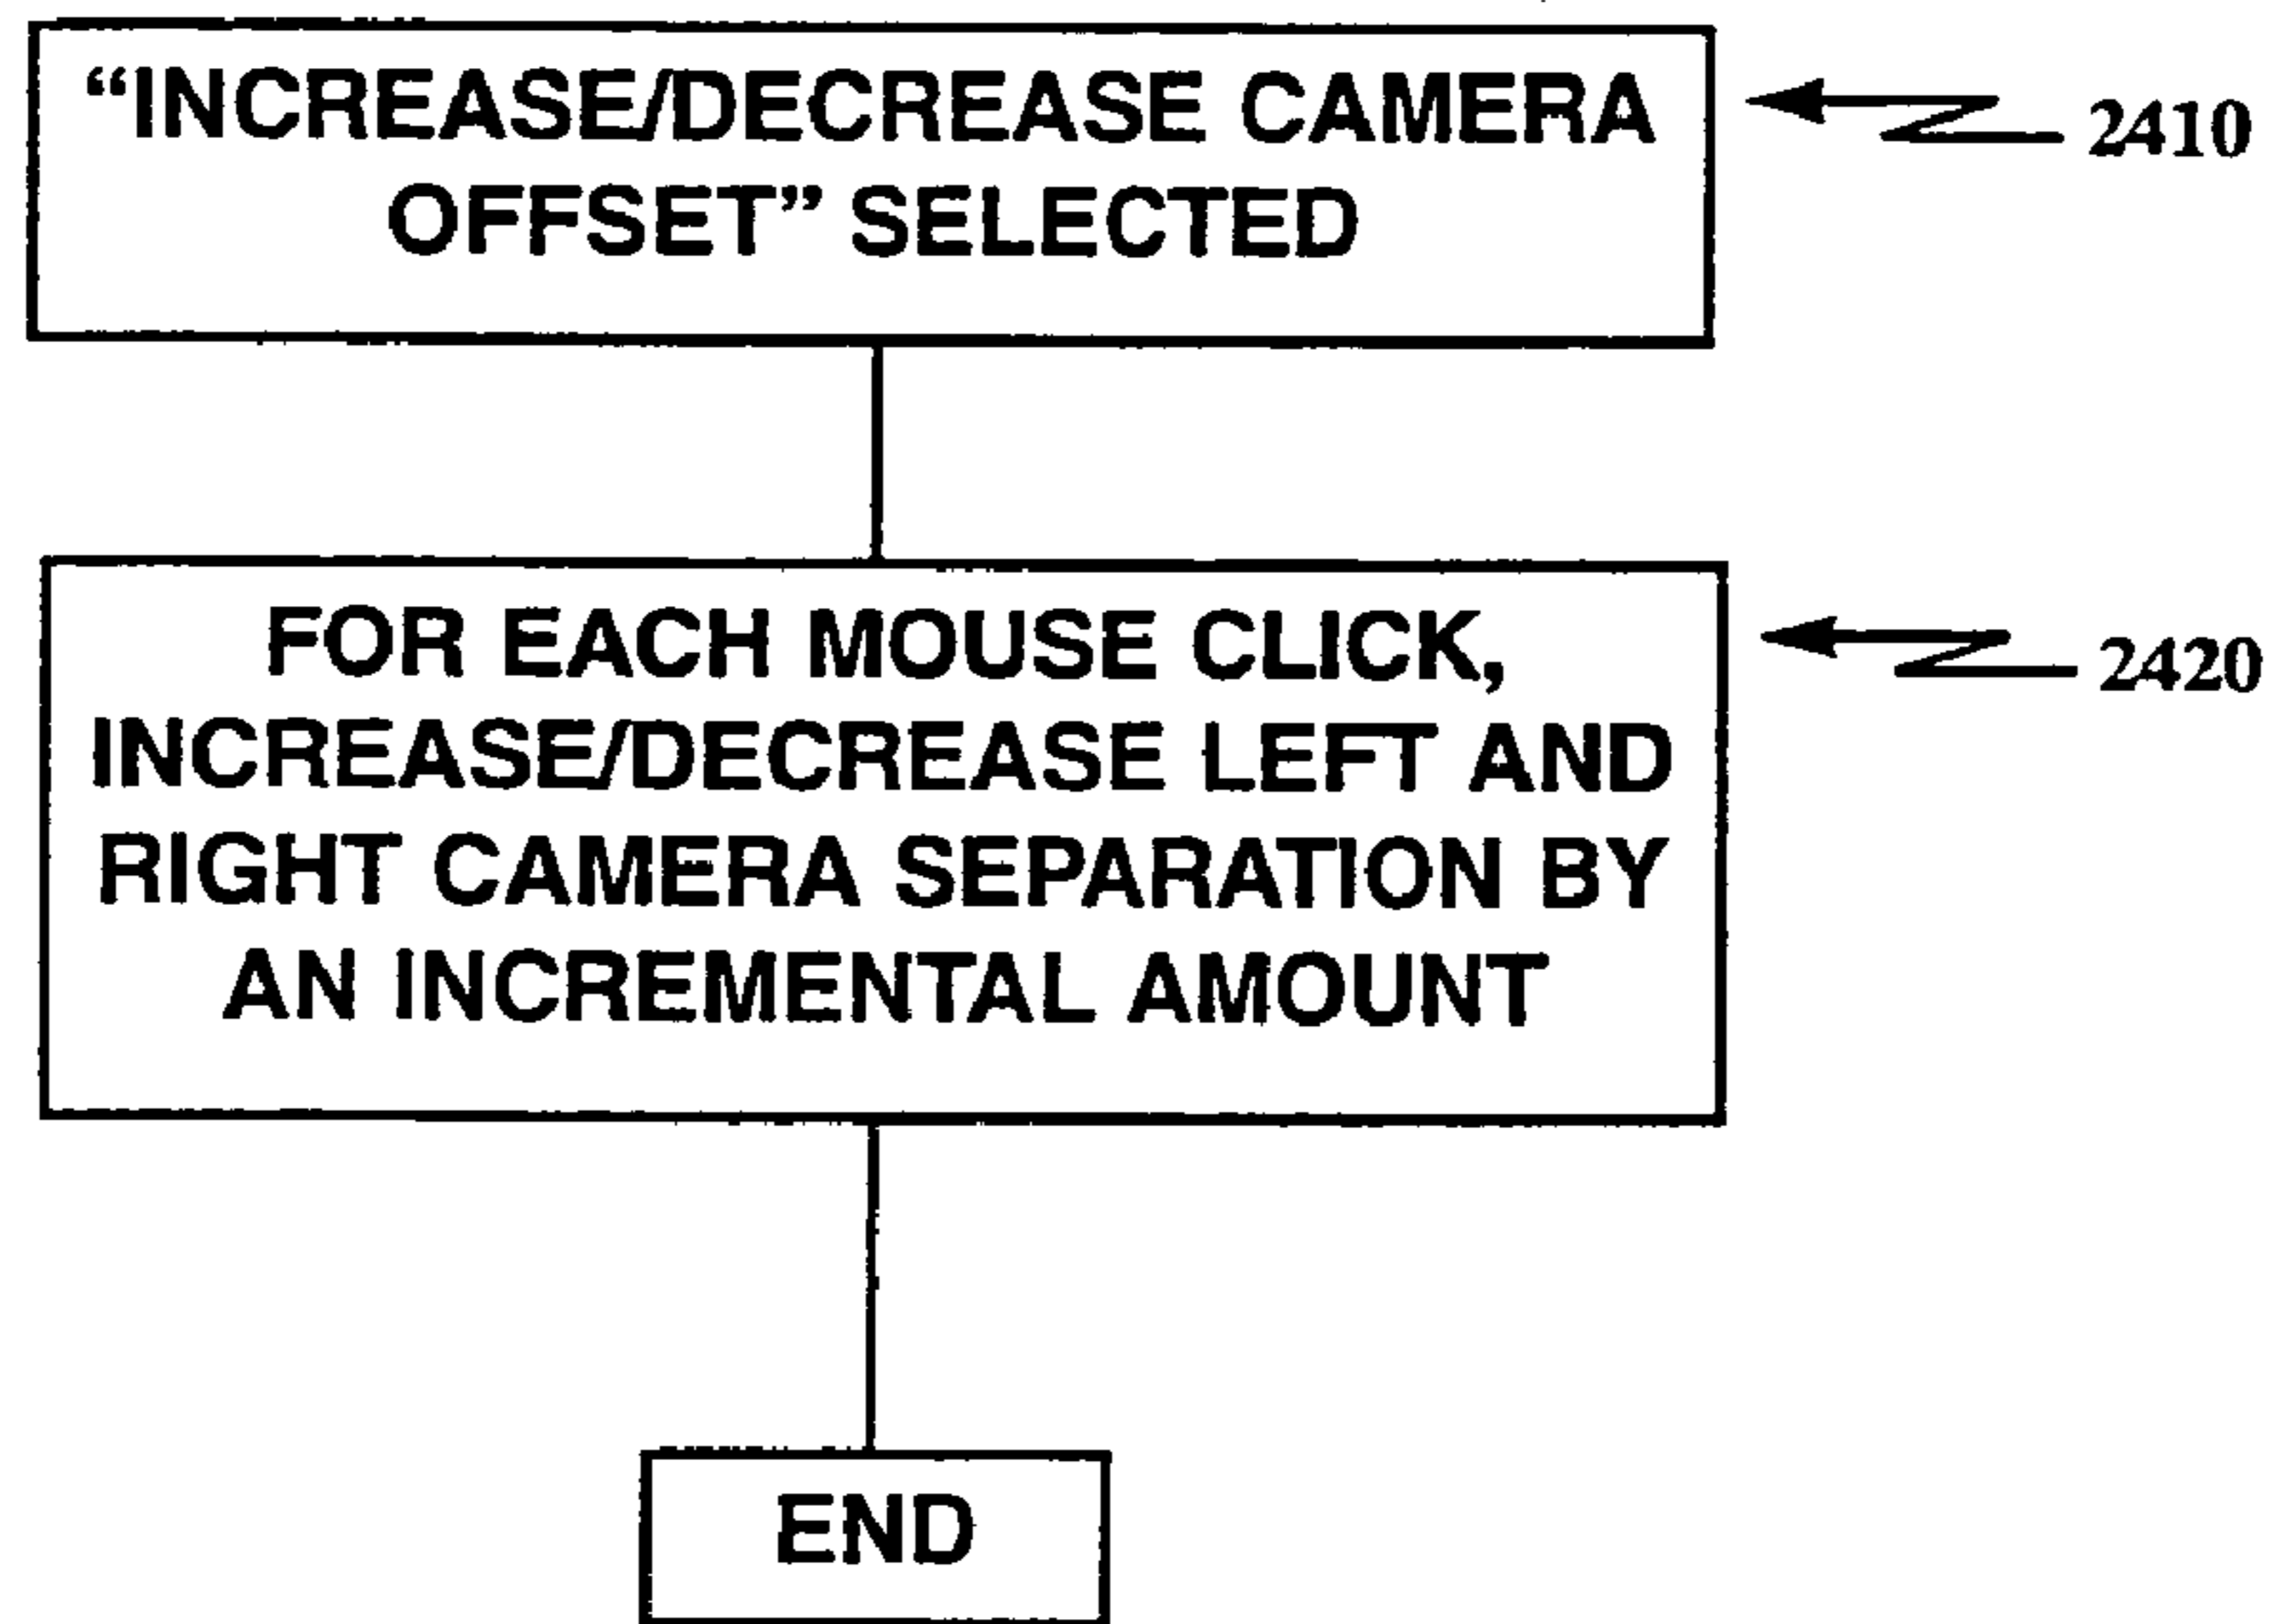 “INCREASE/DECREASE CAMERA
OFFSET” SELECTED
2410
FOR EACH MOUSE CLICK,
INCREASE/DECREASE LEFT AND
RIGHT CAMERA SEPARATION BY
AN INCREMENTAL AMOUNT
2420
END